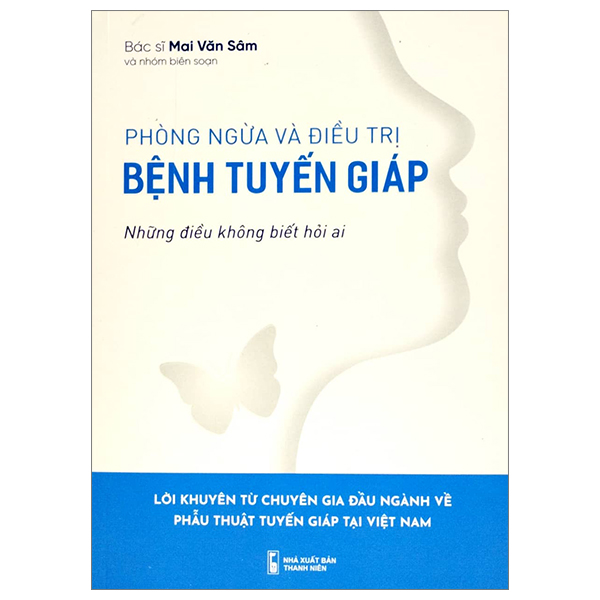 Bác sĩ Mai Văn Sâm
và nhóm biên soạn
PHÒNG NGỪA VÀ ĐIỀU TRỊ
BỆNH TUYẾN GIÁP
Những điều không biết hỏi ai
LỜI KHUYÊN TỪ CHUYÊN GIA ĐẦU NGÀNH VỀ
PHẪU THUẬT TUYẾN GIÁP TẠI VIỆT NAM
NHÀ XUẤT BẢN
THANH NIÊN